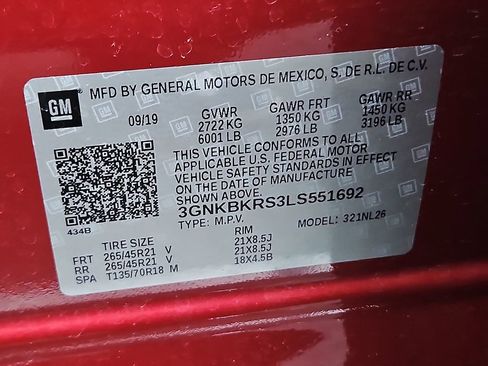 GM
MFD BY GENERAL MOTORS DE MEXICO, S. DE R.L. DE C.V.
09/19 GVWR GAWR FRT GAWR RR
2722 KG 1350 KG 1450 KG
6001 LB 2976 LB 3196 LB
THIS VEHICLE CONFORMS TO ALL
APPLICABLE U.S. FEDERAL MOTOR
VEHICLE SAFETY STANDARDS IN EFFECT
ON THE DATE OF MANUFACTURE
SHOWN ABOVE.
3GNKBKRS3LS551692
434B TYPE: M.P.V. MODEL: 321NL26
TIRE SIZE RIM
FRT 265/45R21 V 21X8.5J
RR 265/45R21 V 21X8.5J
SPA T135/70R18 M 18X4.5B